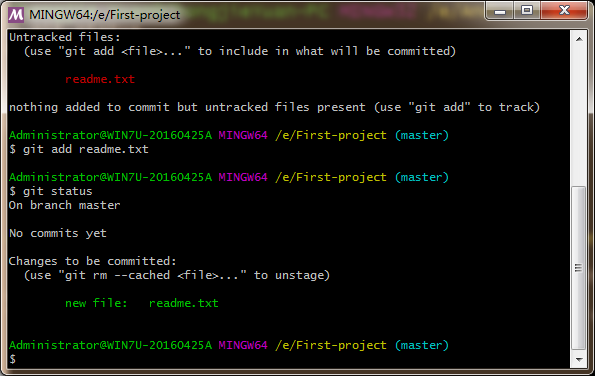 MINGW64:/e/First-project
Untracked files:
  (use "git add <file>..." to include in what will be committed)
        readme.txt
nothing added to commit but untracked files present (use "git add" to track)
Administrator@WIN7U-20160425A MINGW64 /e/First-project (master)
$ git add readme.txt
Administrator@WIN7U-20160425A MINGW64 /e/First-project (master)
$ git status
On branch master
No commits yet
Changes to be committed:
  (use "git rm --cached <file>..." to unstage)
        new file:   readme.txt
Administrator@WIN7U-20160425A MINGW64 /e/First-project (master)
$